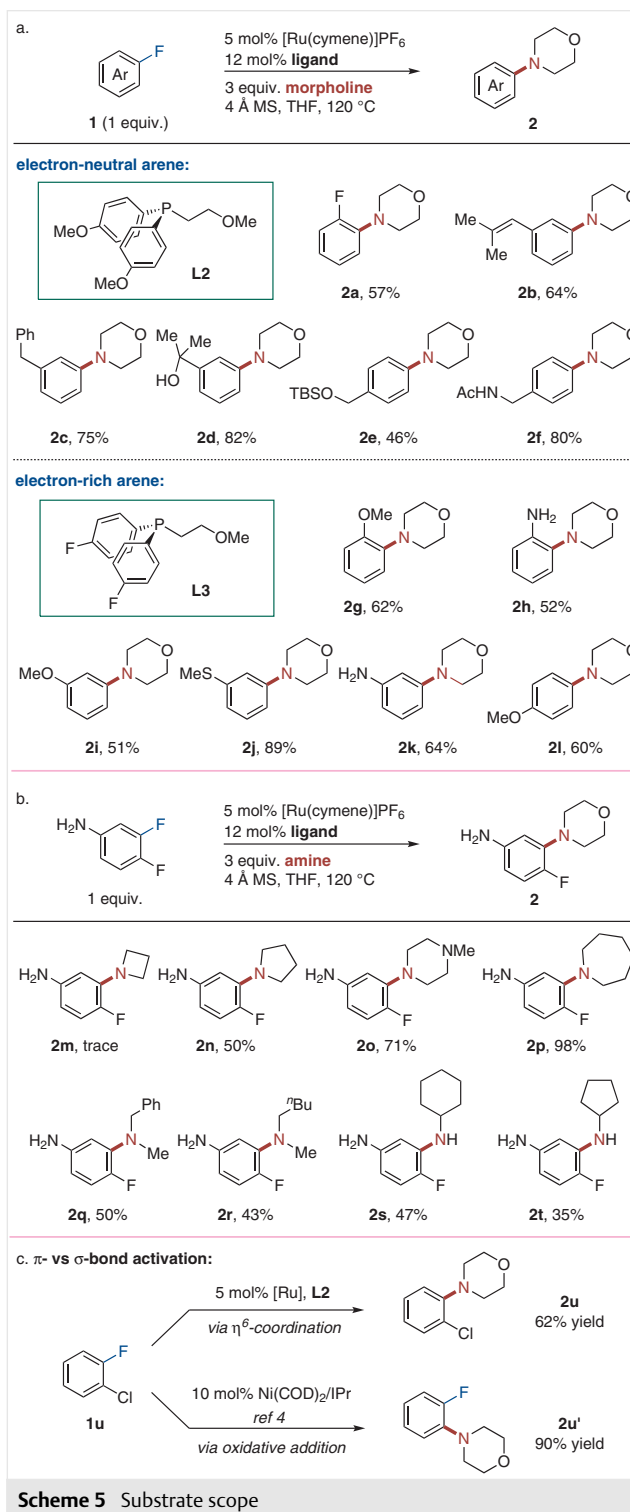 a.
F
Ar
1 (1 equiv.)
5 mol% [Ru(cymene)]PF6
12 mol% ligand
3 equiv. morpholine
4 Å MS, THF, 120 °C
O
N
Ar
2
electron-neutral arene:
P
OMe
MeO
MeO
L2
F
N
O
2a, 57%
Me
Me
N
O
2b, 64%
Ph
N
O
2c, 75%
Me
Me
HO
N
O
2d, 82%
TBSO
N
O
2e, 46%
AcHN
N
O
2f, 80%
electron-rich arene:
P
OMe
F
F
L3
OMe
N
O
2g, 62%
NH2
N
O
2h, 52%
MeO
N
O
2i, 51%
MeS
N
O
2j, 89%
H2N
N
O
2k, 64%
MeO
N
O
2l, 60%
b.
H2N
F
F
1 equiv.
5 mol% [Ru(cymene)]PF6
12 mol% ligand
3 equiv. amine
4 Å MS, THF, 120 °C
H2N
N
O
F
2
H2N
N
F
2m, trace
H2N
N
F
2n, 50%
H2N
N
NMe
F
2o, 71%
H2N
N
F
2p, 98%
Ph
H2N
N
Me
F
2q, 50%
nBu
H2N
N
Me
F
2r, 43%
H2N
NH
F
2s, 47%
H2N
NH
F
2t, 35%
c. π- vs σ-bond activation:
F
Cl
1u
5 mol% [Ru], L2
via η6-coordination
N
O
Cl
2u
62% yield
10 mol% Ni(COD)2/IPr
ref 4
via oxidative addition
F
N
O
2u'
90% yield
Scheme 5 Substrate scope